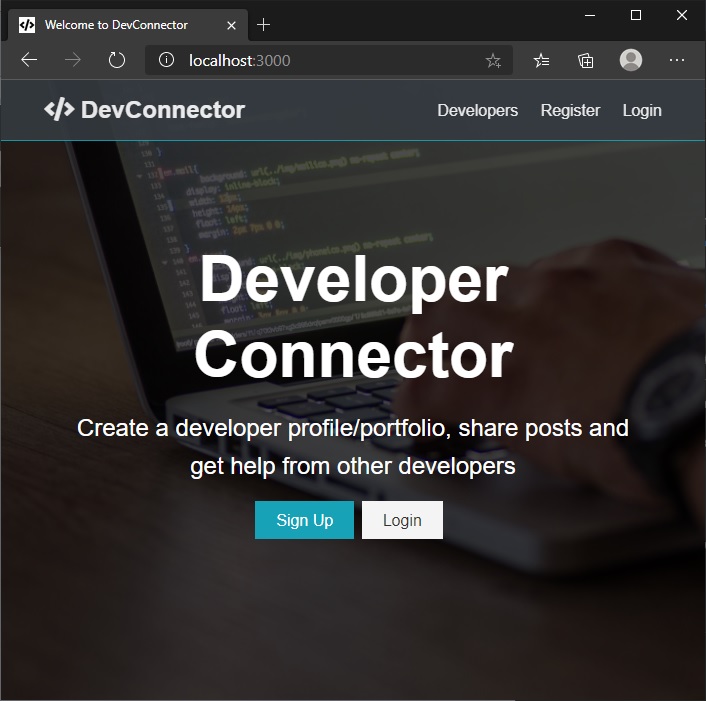 Welcome to DevConnector
localhost:3000
</> DevConnector
Developers Register Login
Developer
Connector
Create a developer profile/portfolio, share posts and
get help from other developers
Sign Up Login